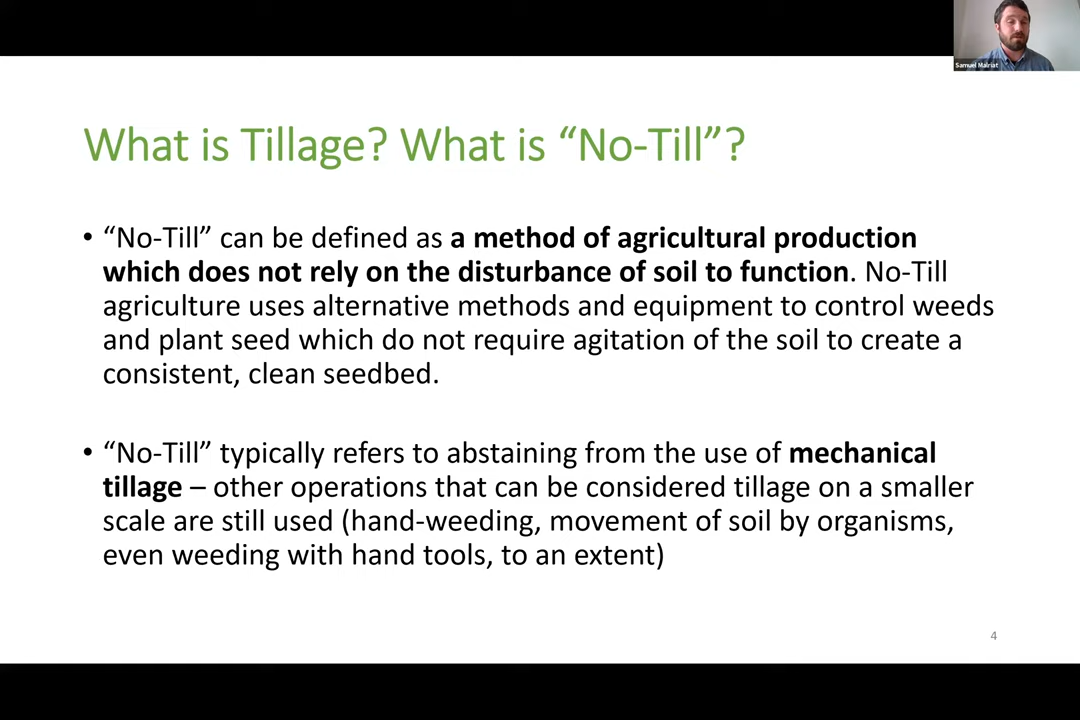 Samuel Malriat
What is Tillage? What is “No-Till”?
• “No-Till” can be defined as a method of agricultural production
which does not rely on the disturbance of soil to function. No-Till
agriculture uses alternative methods and equipment to control weeds
and plant seed which do not require agitation of the soil to create a
consistent, clean seedbed.
• “No-Till” typically refers to abstaining from the use of mechanical
tillage – other operations that can be considered tillage on a smaller
scale are still used (hand-weeding, movement of soil by organisms,
even weeding with hand tools, to an extent)
4